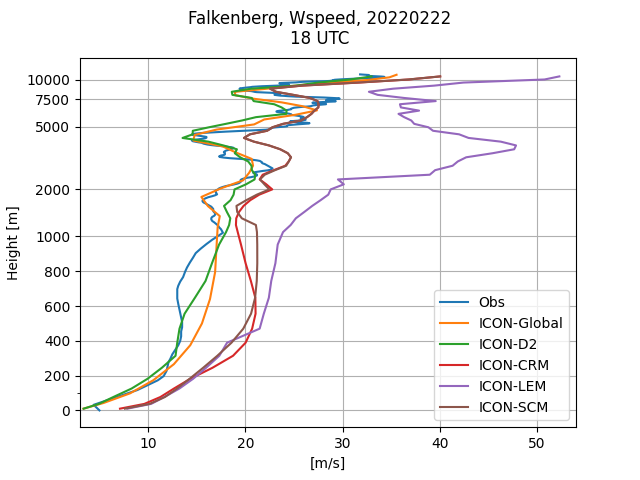 Falkenberg, Wspeed, 20220222
18 UTC
Height [m]
10000
7500
5000
2000
1000
800
600
400
200
0
10
20
30
40
50
[m/s]
Obs
ICON-Global
ICON-D2
ICON-CRM
ICON-LEM
ICON-SCM